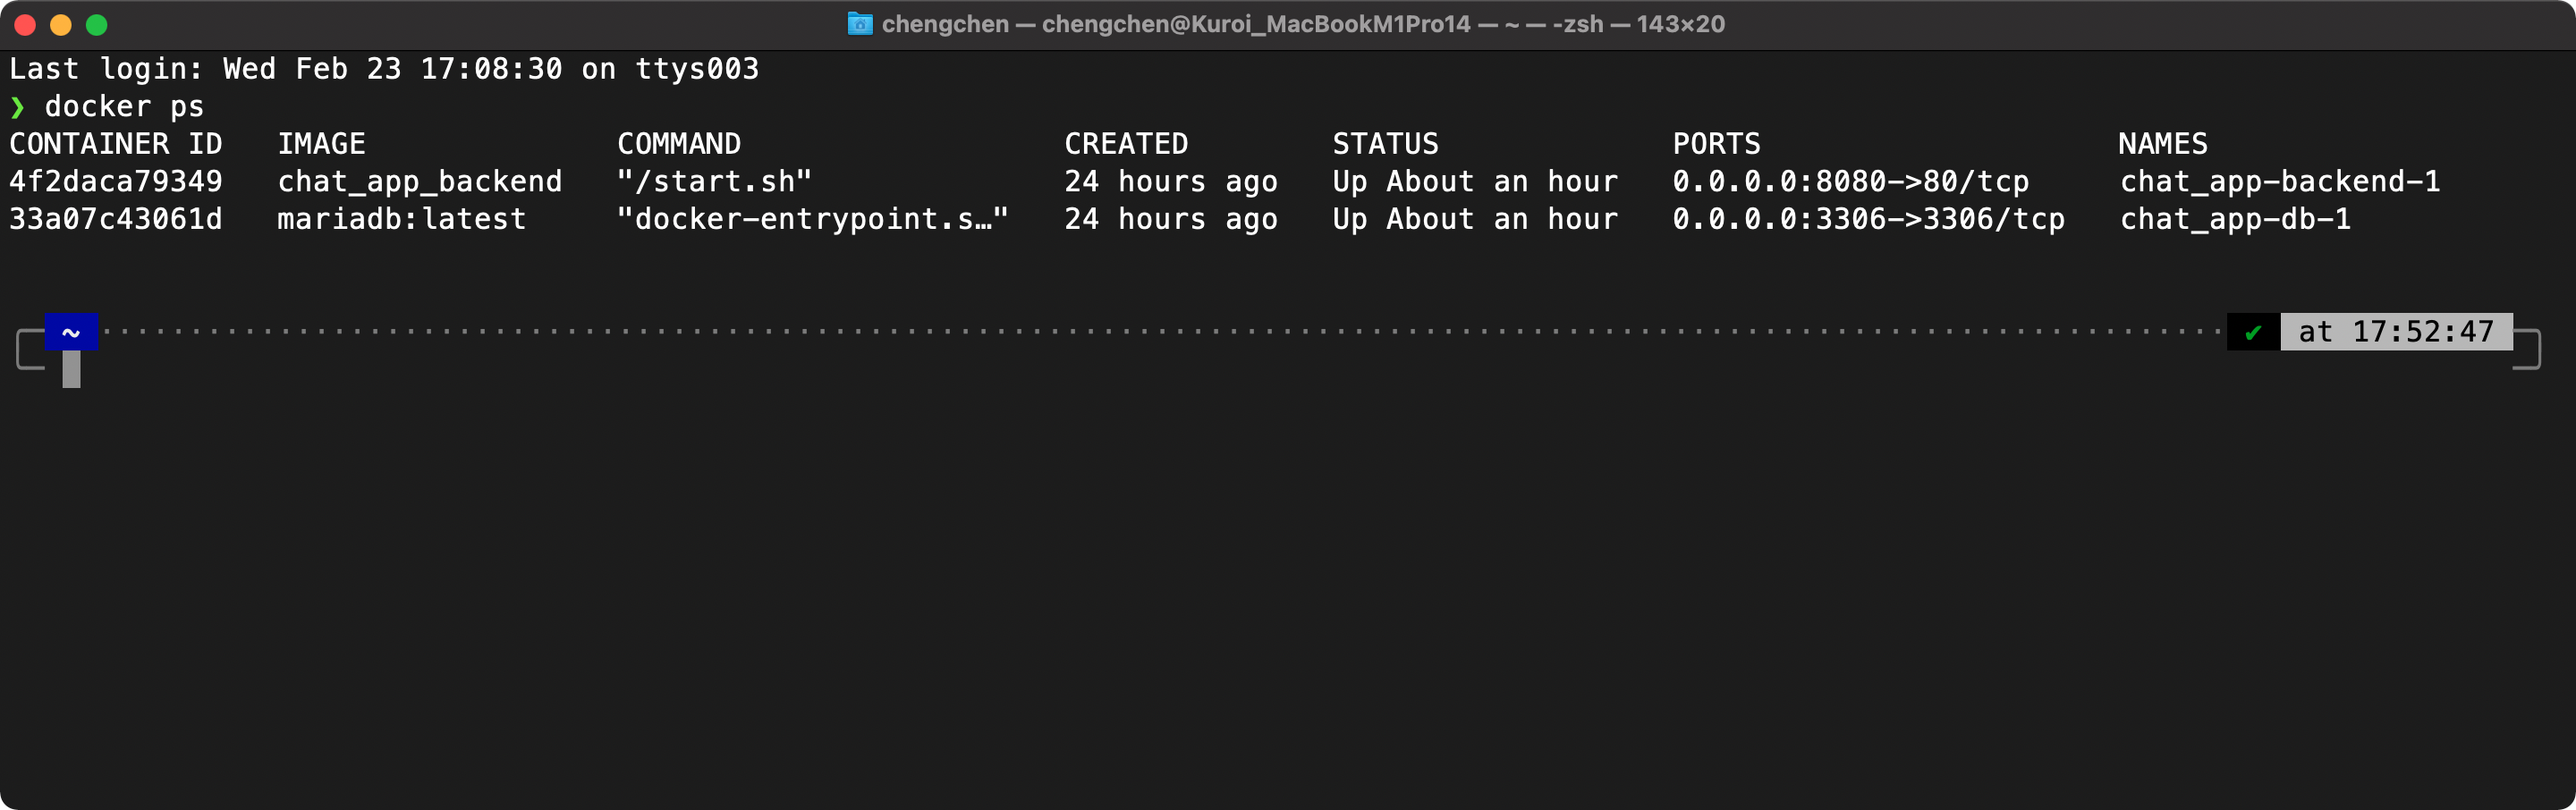 chengchen — chengchen@Kuroi_MacBookM1Pro14 — ~ — -zsh — 143×20
Last login: Wed Feb 23 17:08:30 on ttys003
❯ docker ps
CONTAINER ID   IMAGE              COMMAND                  CREATED        STATUS             PORTS                    NAMES
4f2daca79349   chat_app_backend   "/start.sh"              24 hours ago   Up About an hour   0.0.0.0:8080->80/tcp     chat_app-backend-1
33a07c43061d   mariadb:latest     "docker-entrypoint.s…"   24 hours ago   Up About an hour   0.0.0.0:3306->3306/tcp   chat_app-db-1
~ ✔ at 17:52:47